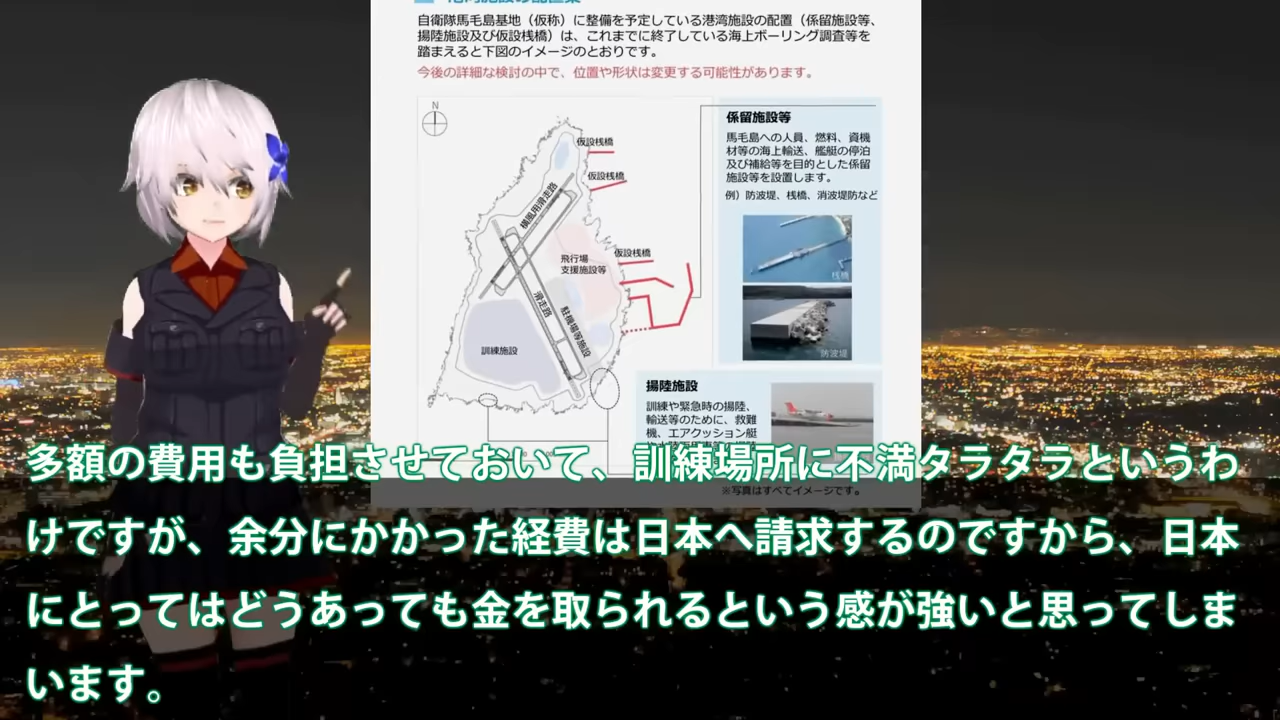 自衛隊馬毛島基地（仮称）に整備を予定している港湾施設の配置（係留施設等、
揚陸施設及び仮設桟橋）は、これまでに終了している海上ボーリング調査等を
踏まえると下図のイメージのとおりです。
今後の詳細な検討の中で、位置や形状は変更する可能性があります。
N
仮設桟橋
仮設桟橋
横風用滑走路
仮設桟橋
飛行場
支援施設等
滑走路
駐機場等施設
訓練施設
係留施設等
馬毛島への人員、燃料、資機
材等の海上輸送、艦艇の停泊
及び補給等を目的とした係留
施設等を設置します。
例）防波堤、桟橋、消波堤防など
桟橋
防波堤
揚陸施設
訓練や緊急時の揚陸、
輸送等のために、救難
機、エアクッション艇
※写真はすべてイメージです。
多額の費用も負担させておいて、訓練場所に不満タラタラというわ
けですが、余分にかかった経費は日本へ請求するのですから、日本
にとってはどうあっても金を取られるという感が強いと思ってしま
います。